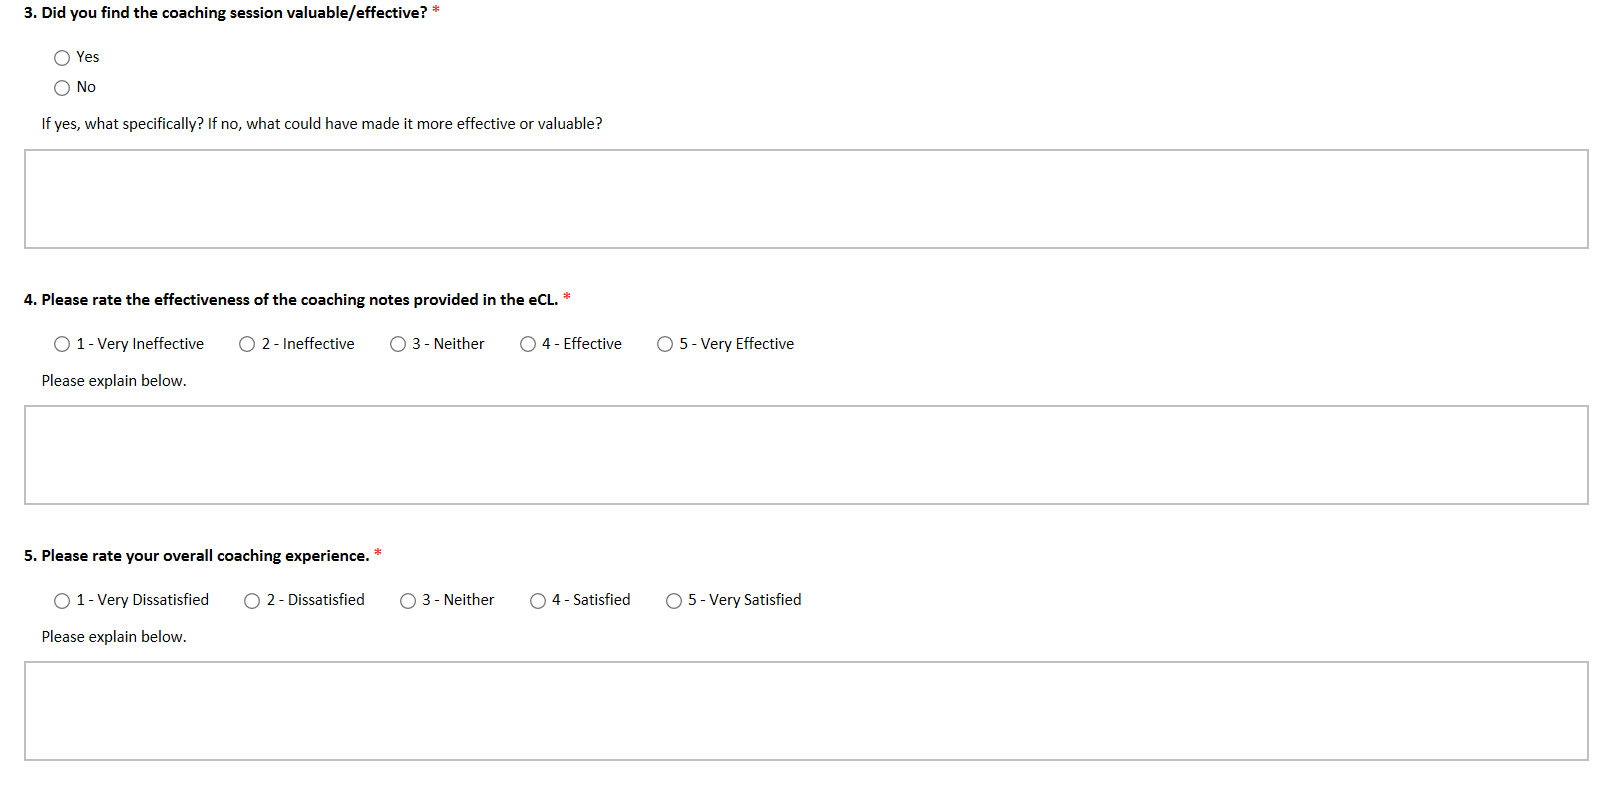 3. Did you find the coaching session valuable/effective? *
Yes
No
If yes, what specifically? If no, what could have made it more effective or valuable?
4. Please rate the effectiveness of the coaching notes provided in the eCL. *
1 - Very Ineffective 2 - Ineffective 3 - Neither 4 - Effective 5 - Very Effective
Please explain below.
5. Please rate your overall coaching experience. *
1 - Very Dissatisfied 2 - Dissatisfied 3 - Neither 4 - Satisfied 5 - Very Satisfied
Please explain below.